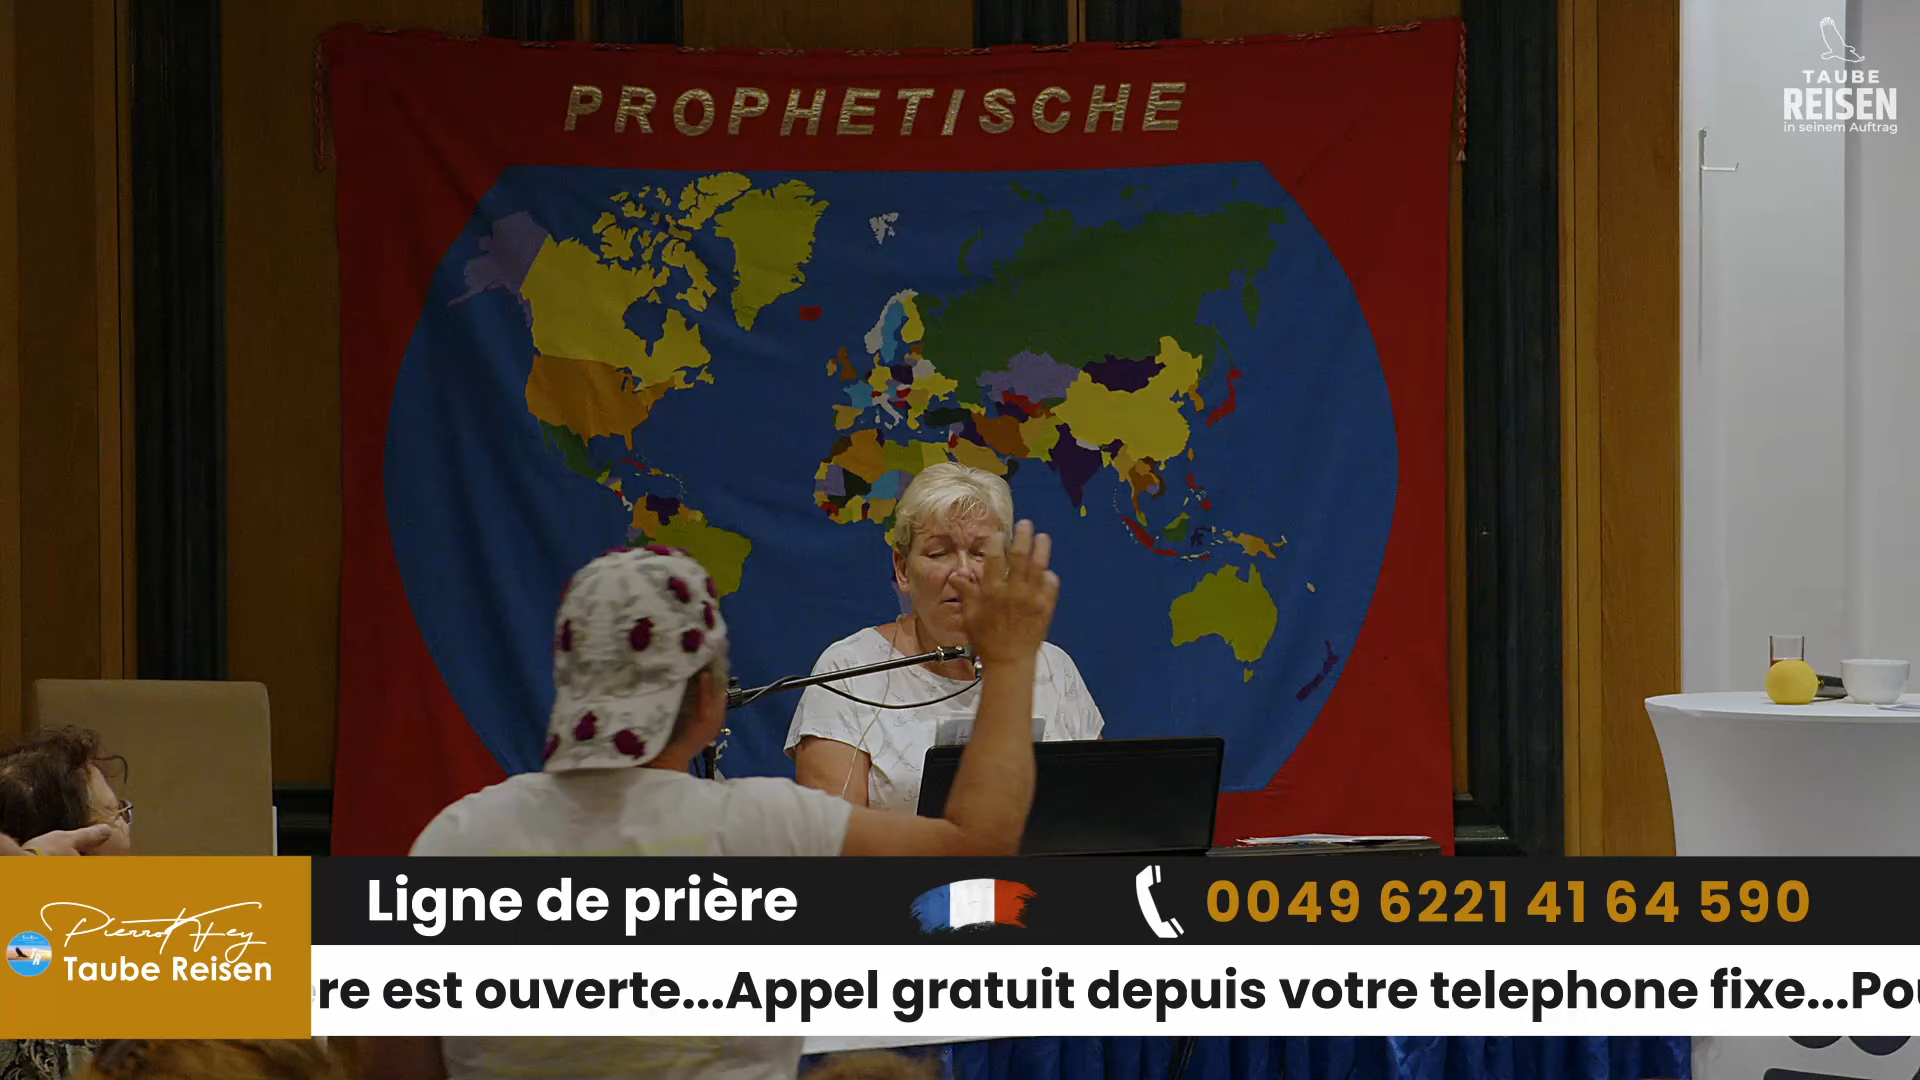 PROPHETISCHE
TAUBE
REISEN
in seinem Auftrag
Ligne de prière
0049 6221 41 64 590
Pierrot Fey
Taube Reisen
re est ouverte...Appel gratuit depuis votre telephone fixe...Pou